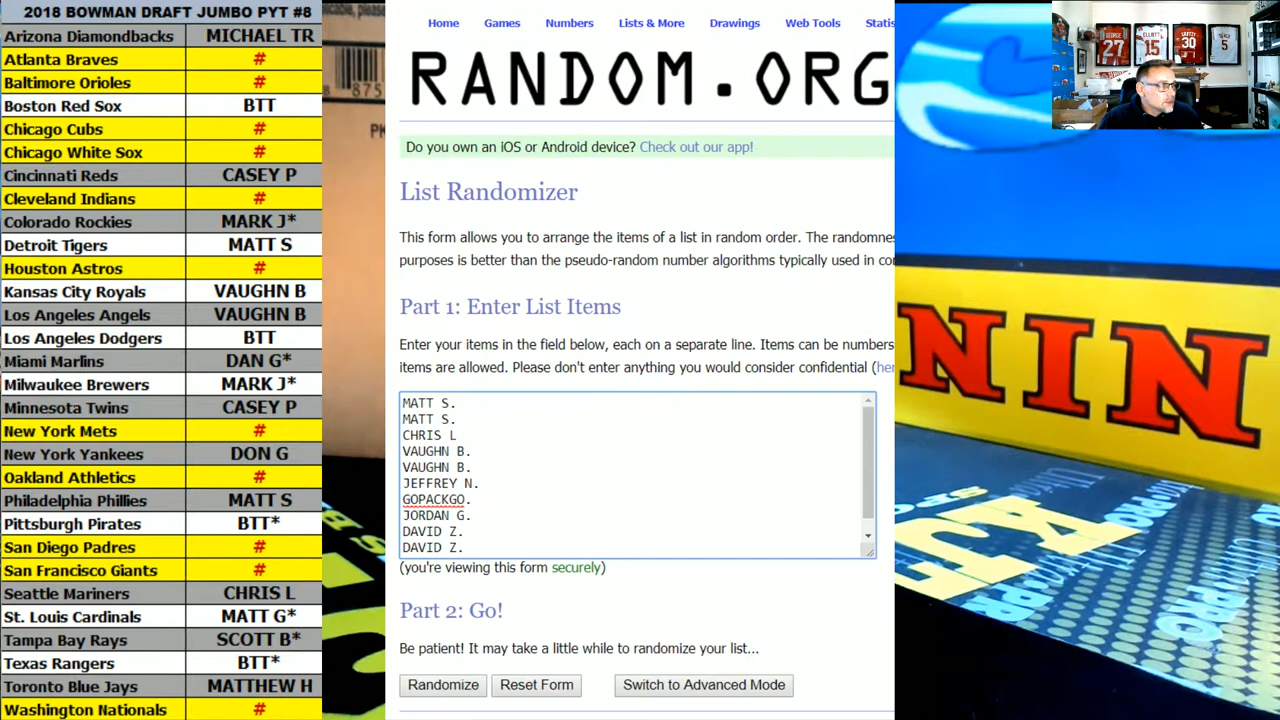 2018 BOWMAN DRAFT JUMBO PYT #8
Arizona Diamondbacks MICHAEL TR
Atlanta Braves #
Baltimore Orioles #
Boston Red Sox BTT
Chicago Cubs #
Chicago White Sox #
Cincinnati Reds CASEY P
Cleveland Indians #
Colorado Rockies MARK J*
Detroit Tigers MATT S
Houston Astros #
Kansas City Royals VAUGHN B
Los Angeles Angels VAUGHN B
Los Angeles Dodgers BTT
Miami Marlins DAN G*
Milwaukee Brewers MARK J*
Minnesota Twins CASEY P
New York Mets #
New York Yankees DON G
Oakland Athletics #
Philadelphia Phillies MATT S
Pittsburgh Pirates BTT*
San Diego Padres #
San Francisco Giants #
Seattle Mariners CHRIS L
St. Louis Cardinals MATT G*
Tampa Bay Rays SCOTT B*
Texas Rangers BTT*
Toronto Blue Jays MATTHEW H
Washington Nationals #
Home Games Numbers Lists & More Drawings Web Tools Statis
RANDOM.ORG
Do you own an iOS or Android device? Check out our app!
List Randomizer
This form allows you to arrange the items of a list in random order. The randomnes
purposes is better than the pseudo-random number algorithms typically used in co
Part 1: Enter List Items
Enter your items in the field below, each on a separate line. Items can be numbers
items are allowed. Please don't enter anything you would consider confidential (her
MATT S.
MATT S.
CHRIS L
VAUGHN B.
VAUGHN B.
JEFFREY N.
GOPACKGO.
JORDAN G.
DAVID Z.
DAVID Z.
(you're viewing this form securely)
Part 2: Go!
Be patient! It may take a little while to randomize your list...
Randomize Reset Form Switch to Advanced Mode
875
PK
NIN
GEORGE
27
ELLIOTT
15
30
5